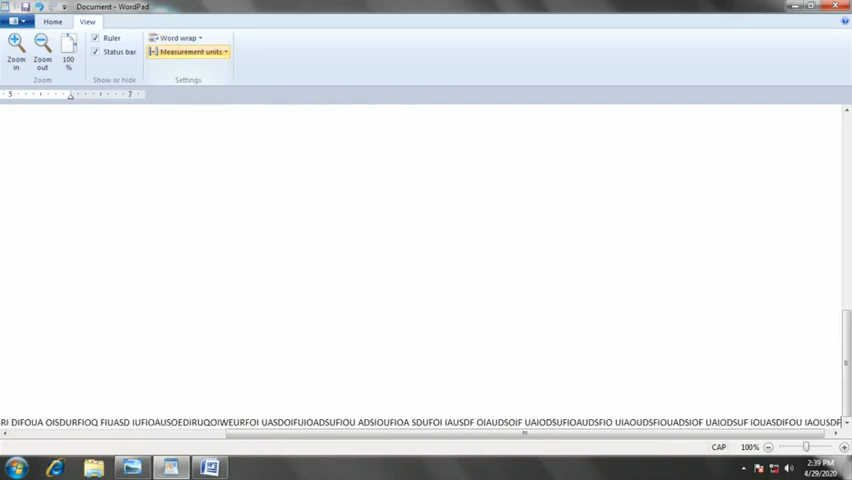 Document - WordPad
Home View
Zoom in
Zoom out
100 %
Zoom
Ruler
Status bar
Show or hide
Word wrap
Measurement units
Settings
5 7
RI DIFOUA OISDURFIOQ FIUASD IUFIOAUSOEDIRUQOIWEURFOI UASDOIFUIOADSUFIOU ADSIOUFIOA SDUFOI IAUSDF OIAUDSOIF UAIODSUFIOAUDSFIO UIAOUDSFIOUADSIOF UAIODSUF IOUASDIFOU IAOUSDF
CAP 100%
2:39 PM
4/29/2020